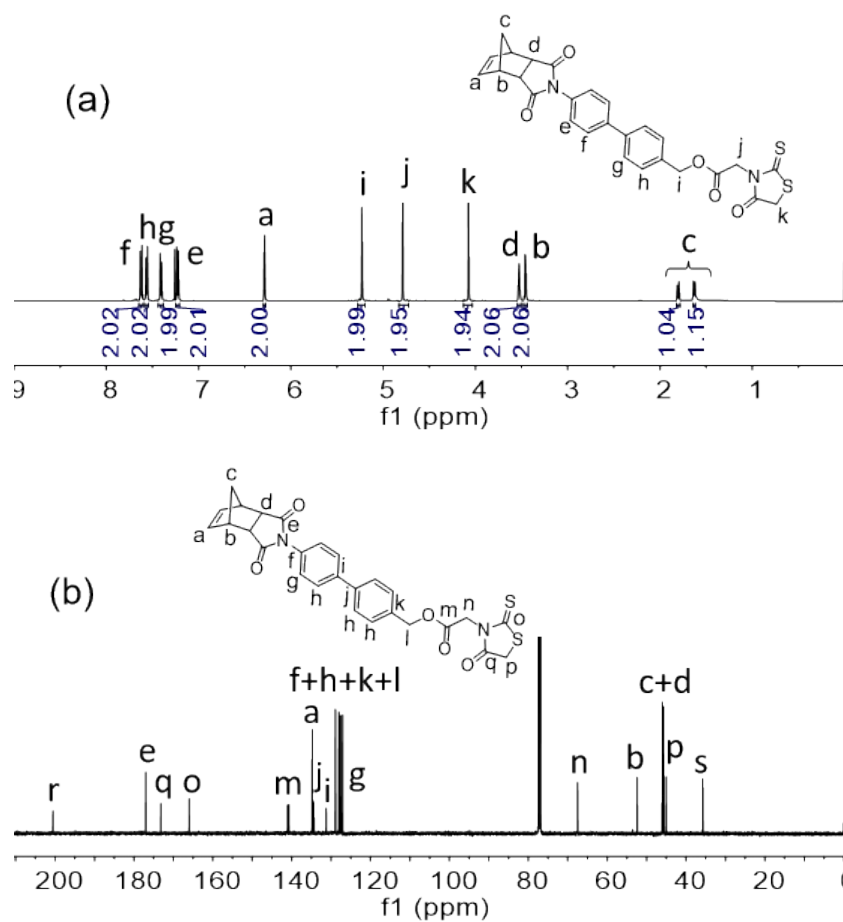 (a)
c
d
O
a
b
N
O
e
f
g
h
i
O
O
j
N
S
S
O
k
f
h
g
e
a
i
j
k
d
b
c
2.02
2.02
1.99
2.01
2.00
1.99
1.95
1.94
2.06
2.06
1.04
1.15
9 8 7 6 5 4 3 2 1
f1 (ppm)
(b)
c
d
O
a
b
e
N
O
f
g
i
h
j
k
h
h
l
O
m
O
n
N
S
o
S
O
q
p
r
e
q
o
m
f+h+k+l
a
j
i
g
n
b
c+d
p
s
200 180 160 140 120 100 80 60 40 20 0
f1 (ppm)